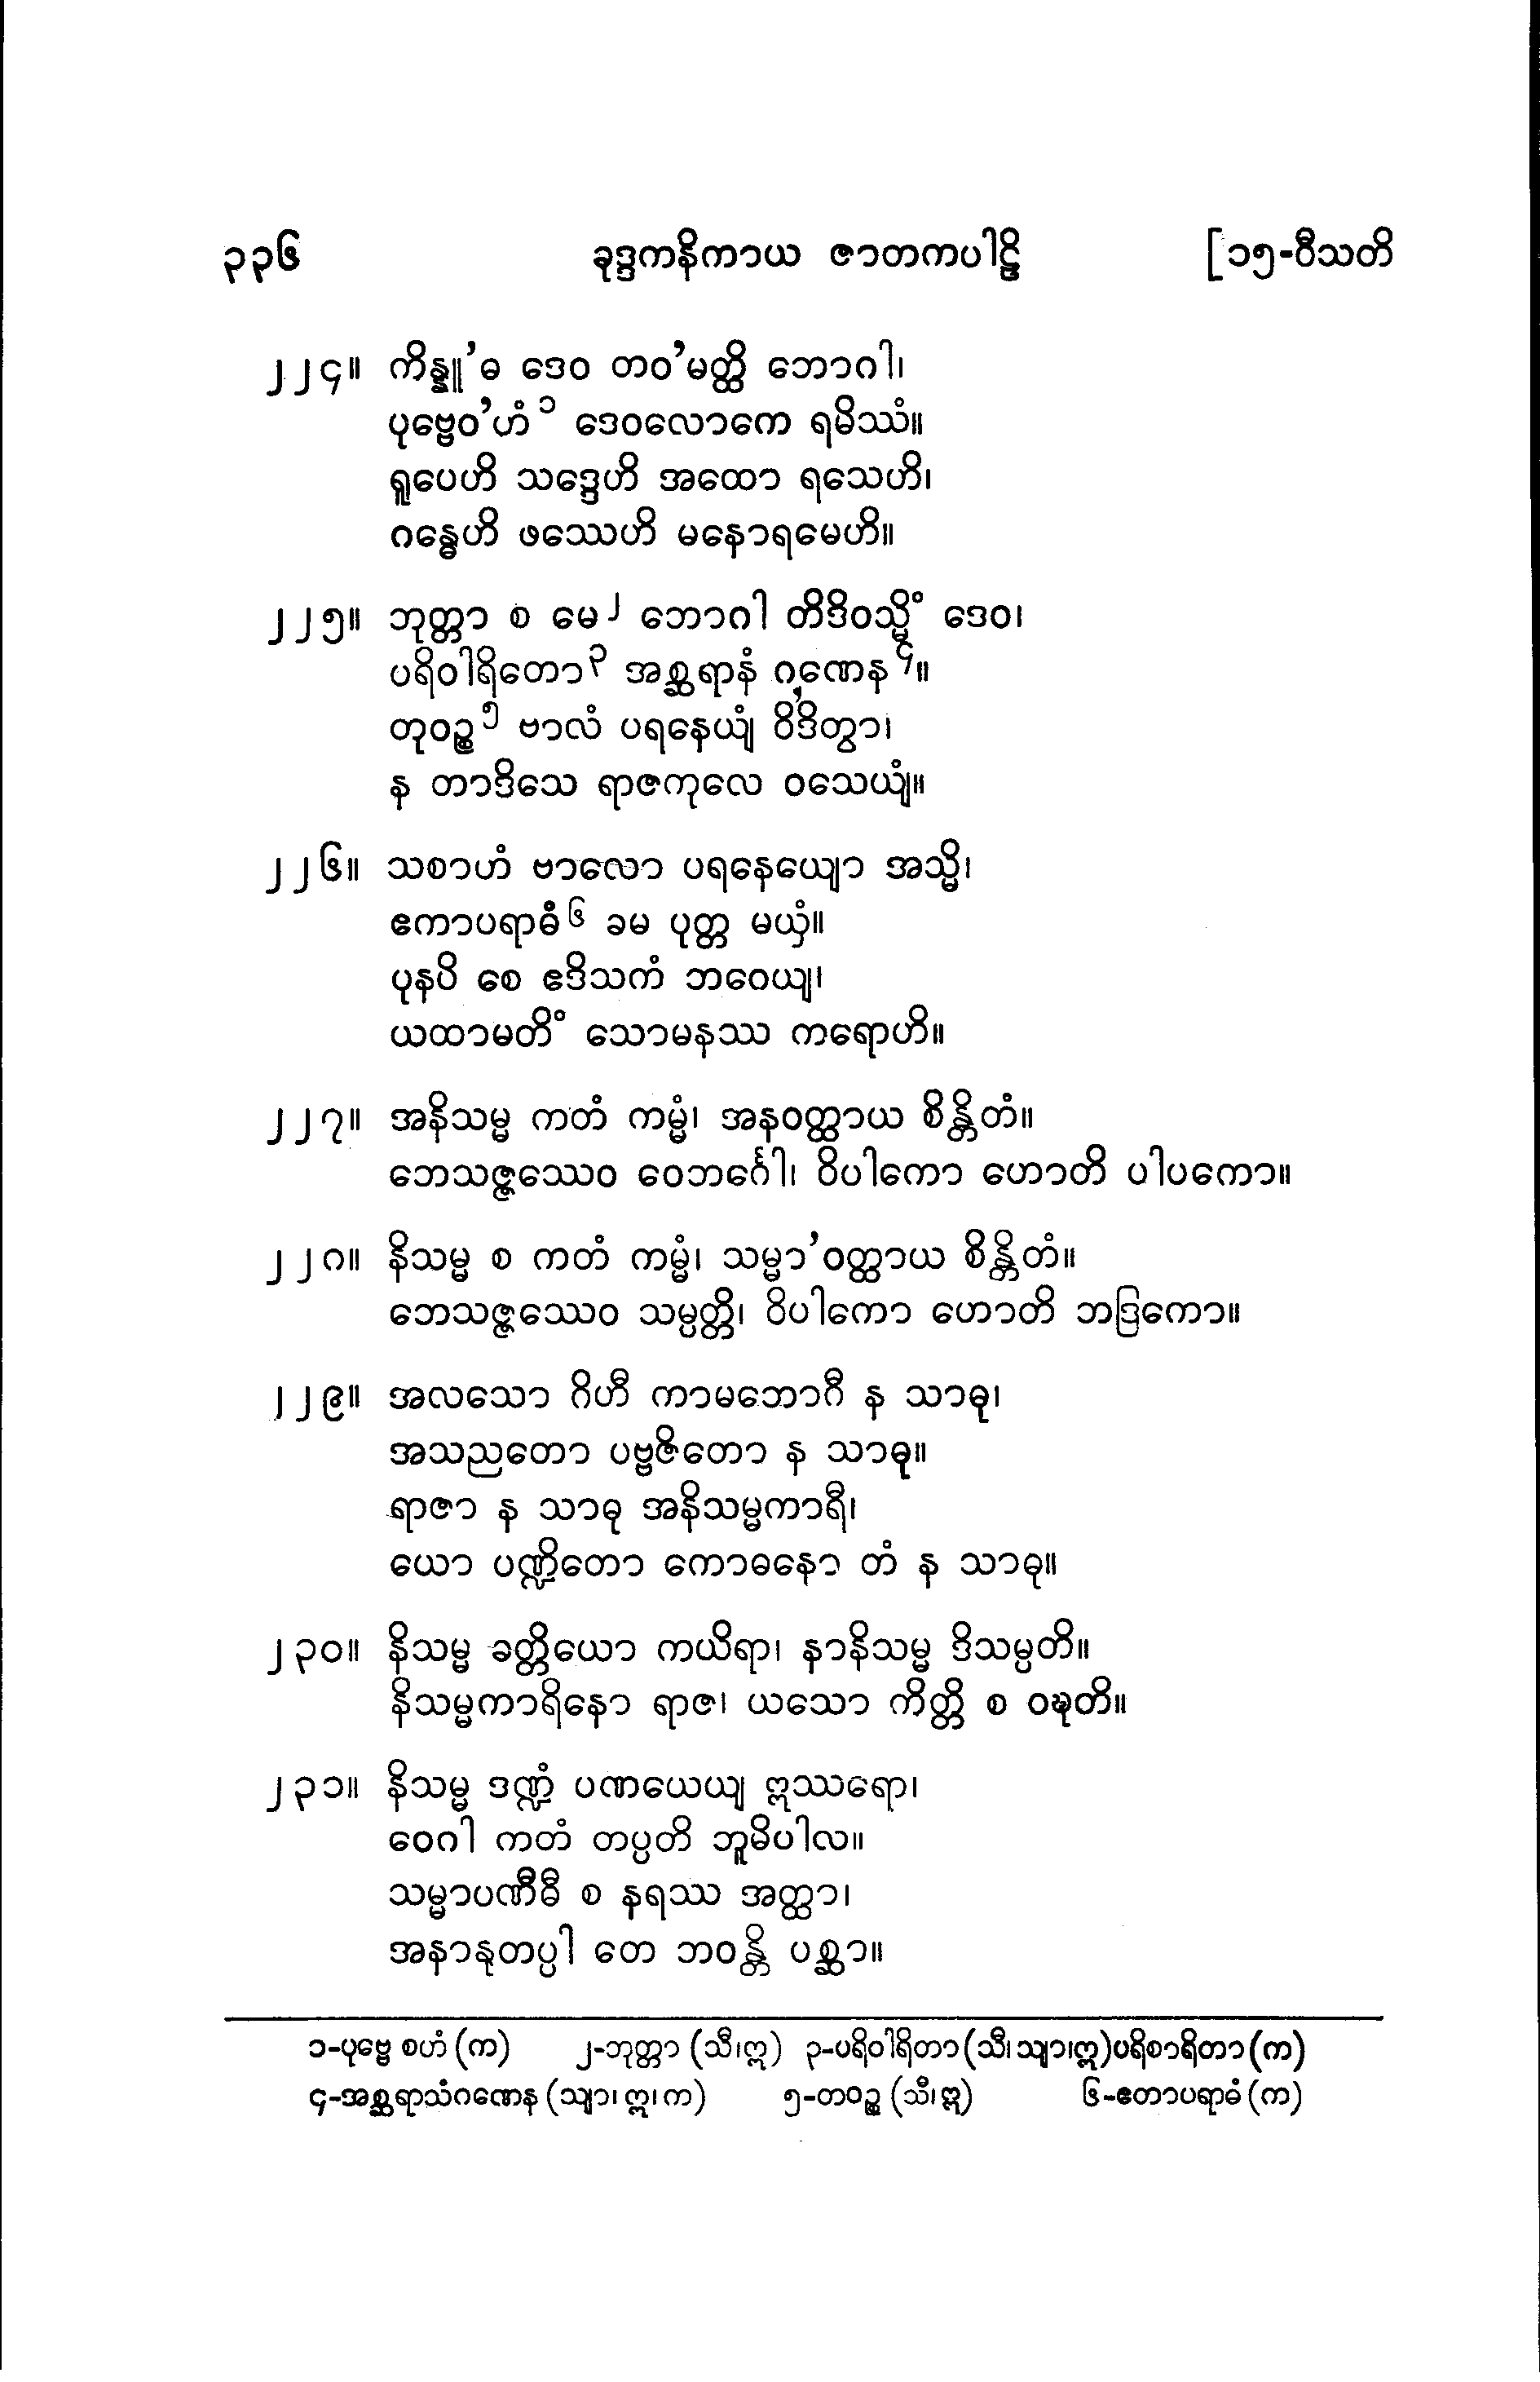 ၃၃၆ ခုဒ္ဒကနိကာယ ဇာတကပါဠိ [၁၅-ဝီသတိ
၂၂၄။ ကိန္နူ’ဓ ဒေဝ တဝ’မတ္ထိ ဘောဂါ၊
ပုဗ္ဗေဝ’ဟံ၁ ဒေဝလောကေ ရမိဿံ။
ရူပေဟိ သဒ္ဒေဟိ အထော ရသေဟိ၊
ဂန္ဓေဟိ ဖဿေဟိ မနောရမေဟိ။
၂၂၅။ ဘုတ္တာ စ မေ၂ ဘောဂါ တိဒိဝသ္မိံ ဒေဝ၊
ပရိဝါရိတော၃ အစ္ဆရာနံ ဂဏေန၄။
တုဝဉ္စ၅ ဗာလံ ပရနေယျံ ဝိဒိတွာ၊
န တာဒိသေ ရာဇကုလေ ဝသေယျံ။
၂၂၆။ သစာဟံ ဗာလော ပရနေယျော အသ္မိ၊
ဧကာပရာဓံ၆ ခမ ပုတ္တ မယှံ။
ပုနပိ စေ ဧဒိသကံ ဘဝေယျ၊
ယထာမတိံ သောမနဿ ကရောဟိ။
၂၂၇။ အနိသမ္မ ကတံ ကမ္မံ၊ အနဝတ္ထာယ စိန္တိတံ။
ဘေသဇ္ဇဿေဝ ဝေဘင်္ဂေါ၊ ဝိပါကော ဟောတိ ပါပကော။
၂၂၈။ နိသမ္မ စ ကတံ ကမ္မံ၊ သမ္မာ’ဝတ္ထာယ စိန္တိတံ။
ဘေသဇ္ဇဿေဝ သမ္ပတ္တိ၊ ဝိပါကော ဟောတိ ဘဒြကော။
၂၂၉။ အလသော ဂိဟီ ကာမဘောဂီ န သာဓု၊
အသညတော ပဗ္ဗဇိတော န သာဓု။
ရာဇာ န သာဓု အနိသမ္မကာရီ၊
ယော ပဏ္ဍိတော ကောဓနော တံ န သာဓု။
၂၃၀။ နိသမ္မ ခတ္တိယော ကယိရာ၊ နာနိသမ္မ ဒိသမ္ပတိ။
နိသမ္မကာရိနော ရာဇ၊ ယသော ကိတ္တိ စ ဝဍ္ဎတိ။
၂၃၁။ နိသမ္မ ဒဏ္ဍံ ပဏယေယျ ဣဿရော၊
ဝေဂါ ကတံ တပ္ပတိ ဘူမိပါလ။
သမ္မာပဏီဓီ စ နရဿ အတ္ထာ၊
အနာနုတပ္ပါ တေ ဘဝန္တိ ပစ္ဆာ။
၁-ပုဗ္ဗေ စဟံ (က) ၂-ဘုတ္တာ (သီ၊ဣ) ၃-ပရိဝါရိတာ (သီ၊ သျာ၊ဣ) ပရိစာရိတာ (က)
၄-အစ္ဆရာသံဂဏေန (သျာ၊ ဣ၊ က) ၅-တဝဉ္စ (သီ၊ ဣ) ၆-ဧတာပရာဓံ (က)